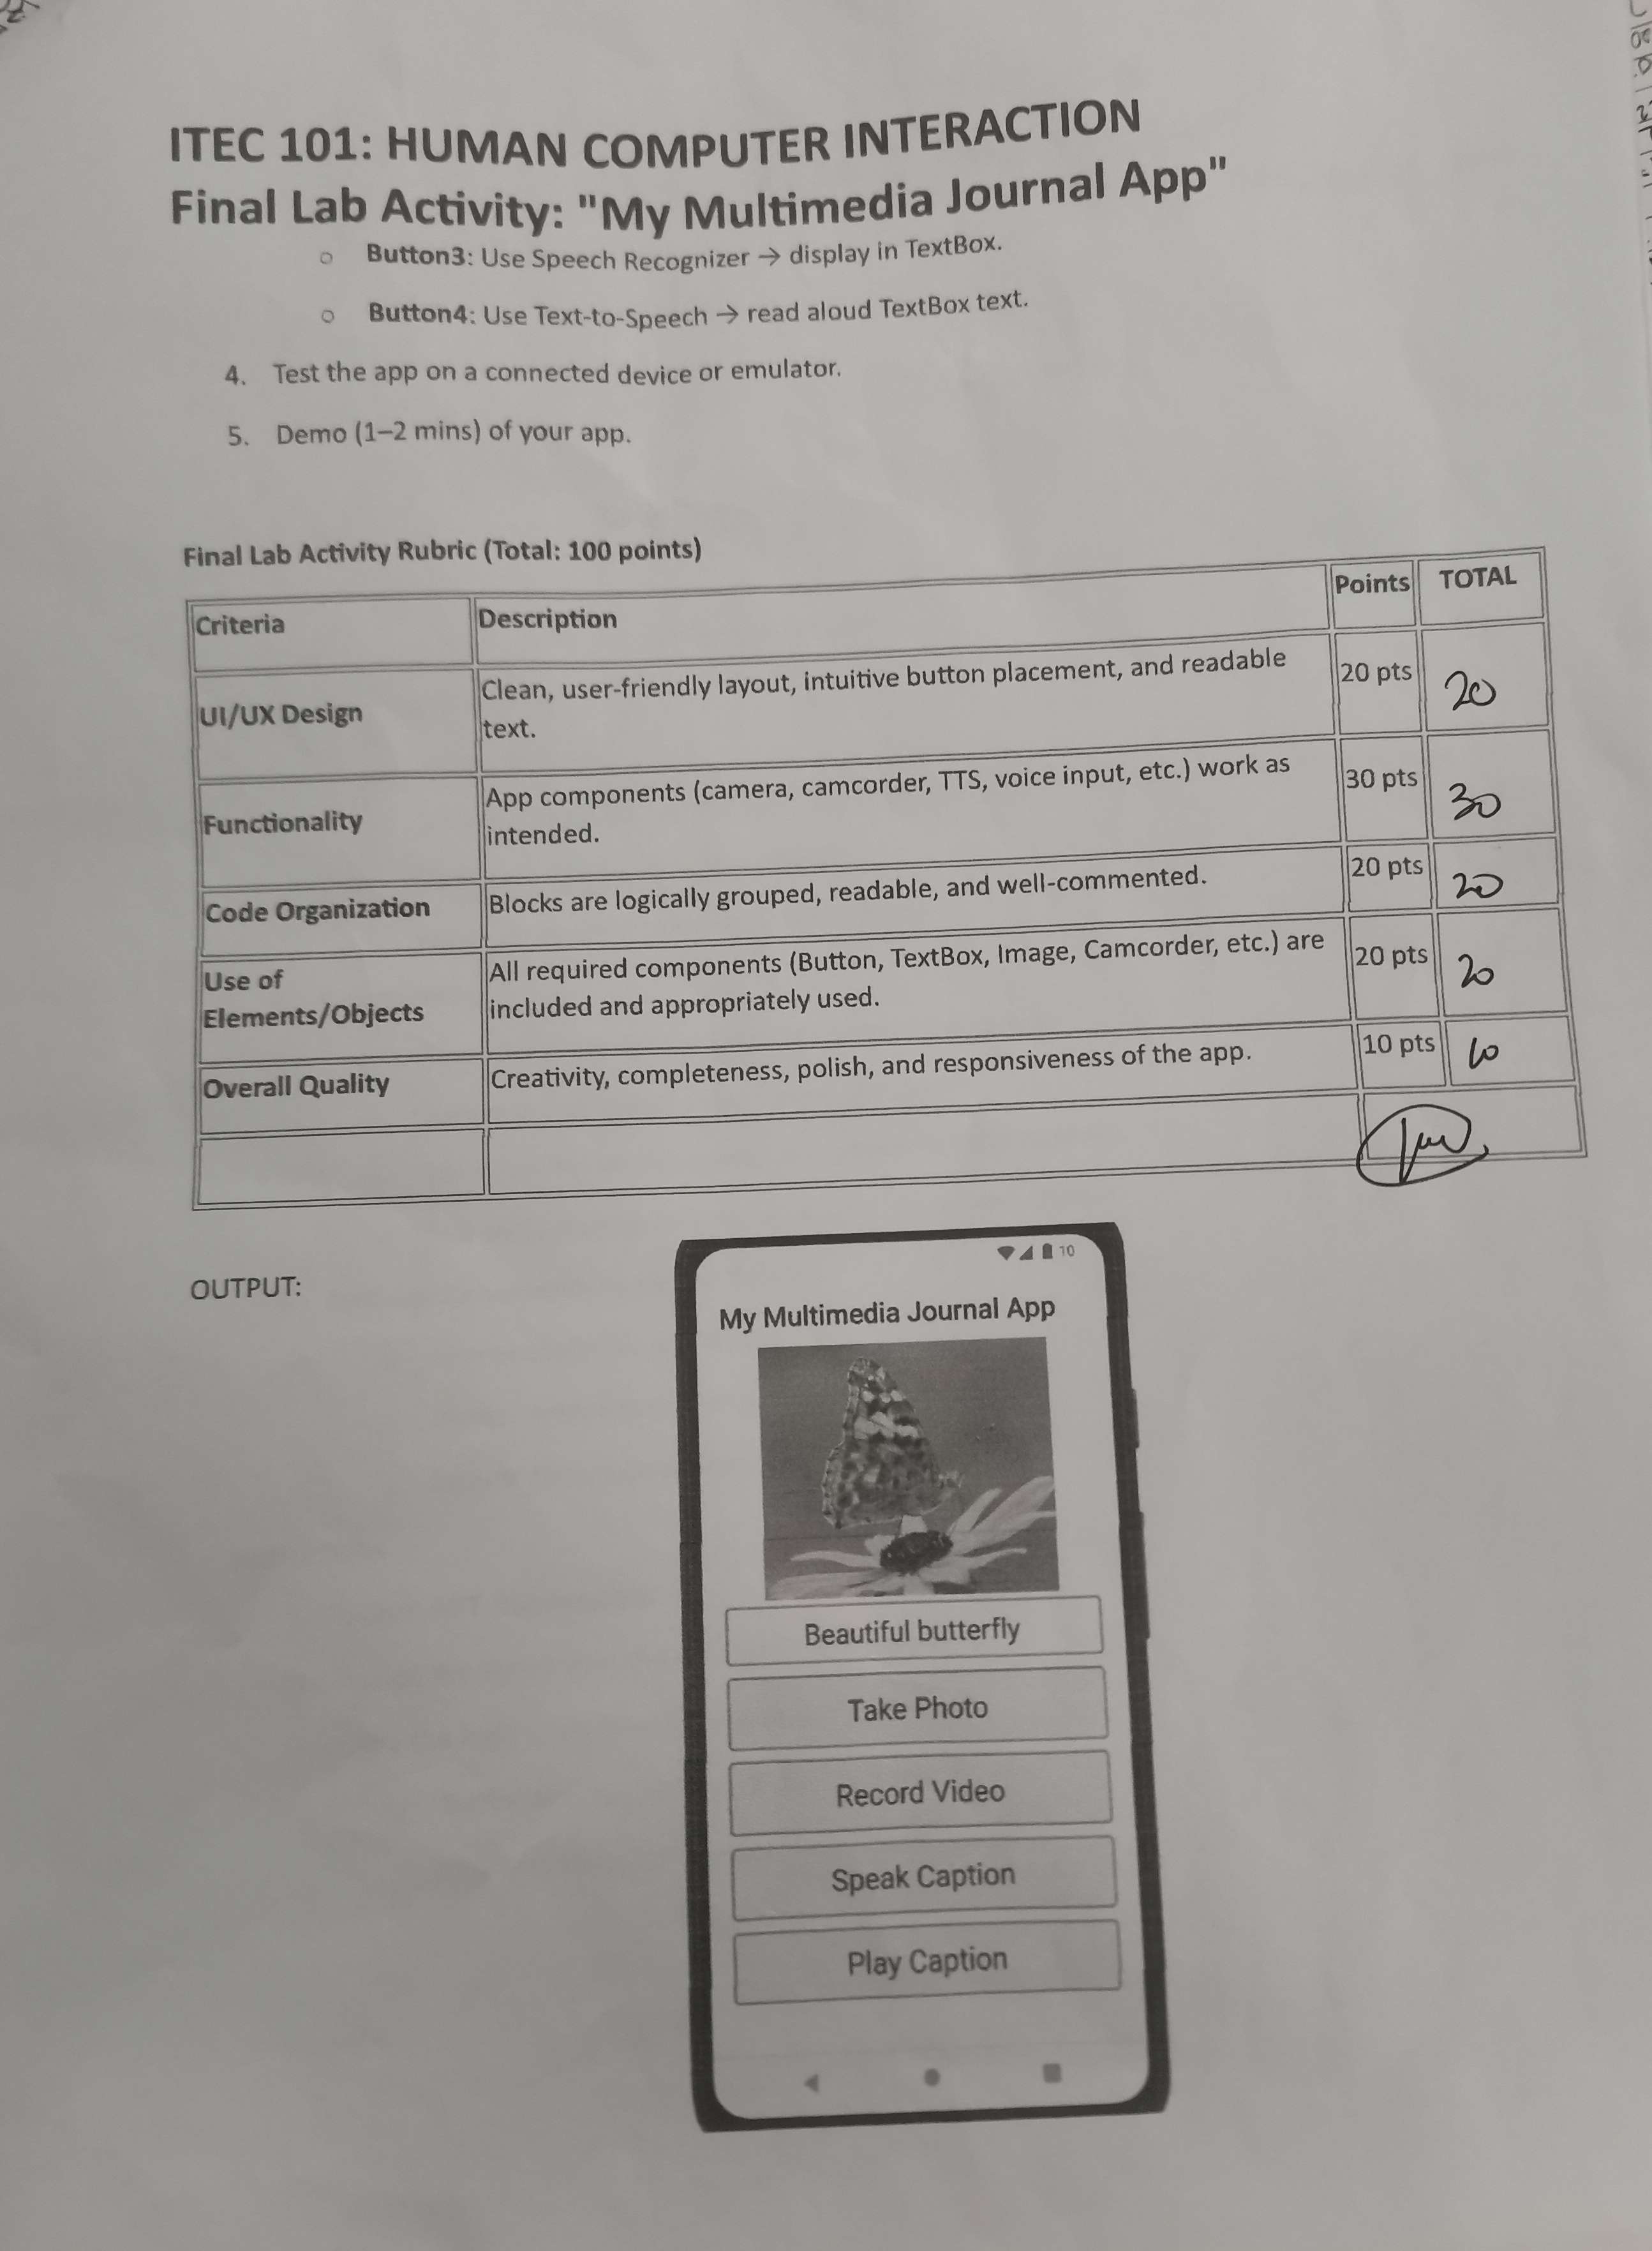 ITEC 101: HUMAN COMPUTER INTERACTION
Final Lab Activity: "My Multimedia Journal App"
○ Button3: Use Speech Recognizer → display in TextBox.
○ Button4: Use Text-to-Speech → read aloud TextBox text.
4. Test the app on a connected device or emulator.
5. Demo (1–2 mins) of your app.
Final Lab Activity Rubric (Total: 100 points)
Criteria Description Points TOTAL
UI/UX Design Clean, user-friendly layout, intuitive button placement, and readable 20 pts 20
text.
Functionality App components (camera, camcorder, TTS, voice input, etc.) work as 30 pts 30
intended.
Code Organization Blocks are logically grouped, readable, and well-commented. 20 pts 20
Use of All required components (Button, TextBox, Image, Camcorder, etc.) are 20 pts 20
Elements/Objects included and appropriately used.
Overall Quality Creativity, completeness, polish, and responsiveness of the app. 10 pts 10
OUTPUT:
10
My Multimedia Journal App
Beautiful butterfly
Take Photo
Record Video
Speak Caption
Play Caption